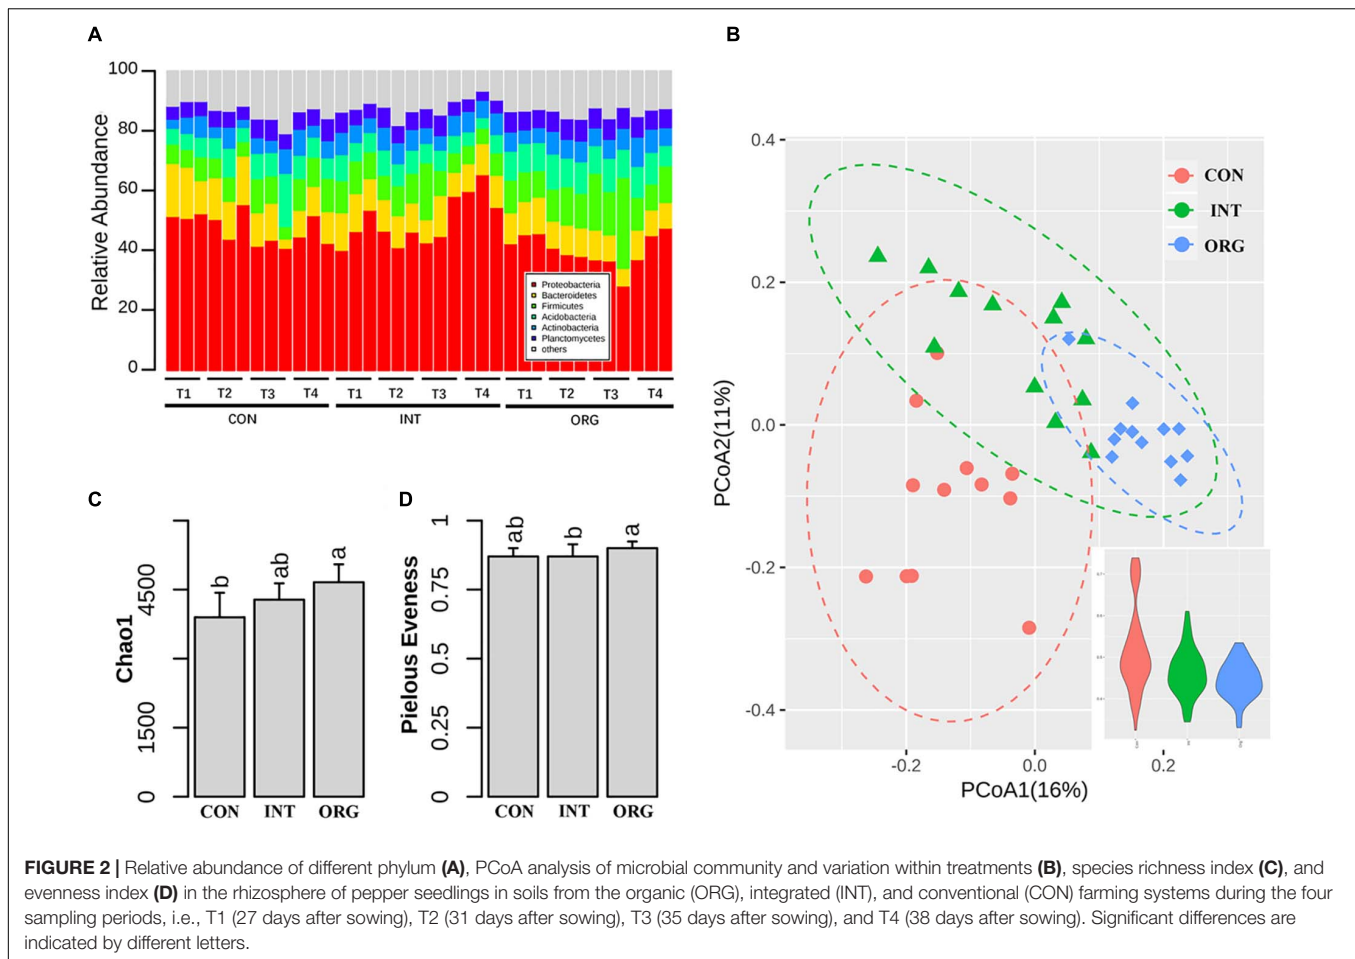 A
100
80
60
40
20
0
Relative Abundance
Proteobacteria
Bacteroidetes
Firmicutes
Acidobacteria
Actinobacteria
Planctomycetes
others
T1 T2 T3 T4 T1 T2 T3 T4 T1 T2 T3 T4
CON INT ORG
B
0.4
0.2
0.0
-0.2
-0.4
PCoA2(11%)
CON
INT
ORG
-0.2 0.0 0.2
PCoA1(16%)
C
Chao1
4500
1500
0
b ab a
CON INT ORG
D
Pielous Eveness
1
0.75
0.5
0.25
0
ab b a
CON INT ORG
FIGURE 2 | Relative abundance of different phylum (A), PCoA analysis of microbial community and variation within treatments (B), species richness index (C), and
evenness index (D) in the rhizosphere of pepper seedlings in soils from the organic (ORG), integrated (INT), and conventional (CON) farming systems during the four
sampling periods, i.e., T1 (27 days after sowing), T2 (31 days after sowing), T3 (35 days after sowing), and T4 (38 days after sowing). Significant differences are
indicated by different letters.